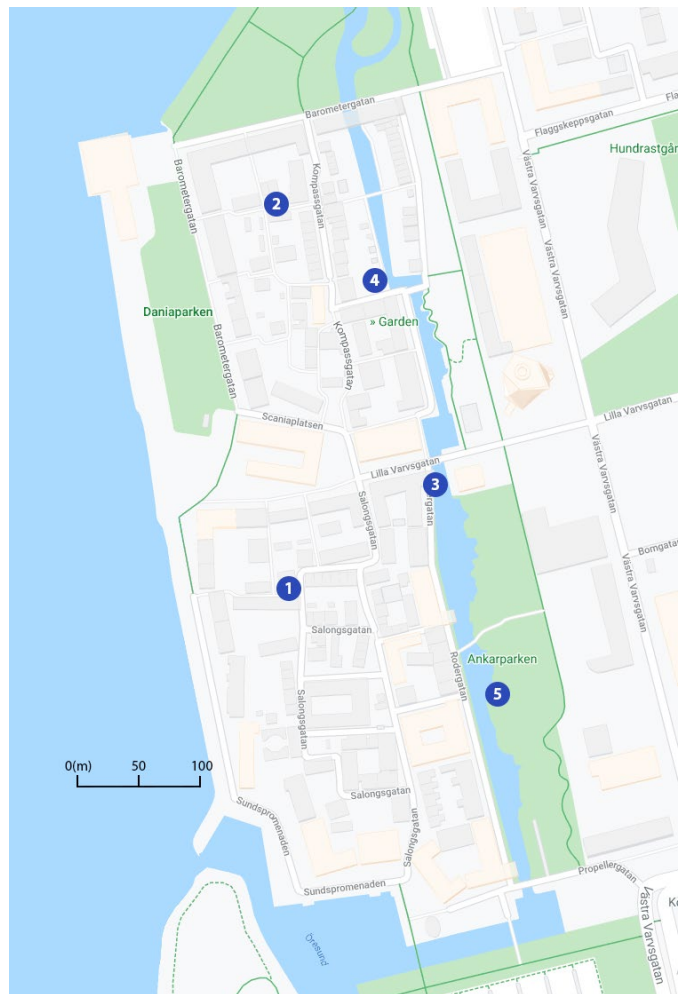 Barometergatan
Flaggskeppsgatan
Fla
Hundrastgår
Västra Varvsgatan
Kompassgatan
Barometergatan
2
Västra Varvsgatan
4
Daniaparken
» Garden
Kompassgatan
Barometergatan
Scaniaplatsen
Lilla Varvsgatan
Lilla Varvsgatan
Västra Varvsgatan
3
Salongsgatan
ergatan
Borngatan
Västra Varvsgatan
1
Salongsgatan
Rodergatan
Ankarparken
5
Salongsgatan
0(m) 50 100
Salongsgatan
Sundspromenaden
Salongsgatan
Sundspromenaden
Propellergatan
Västra Varvsgatan
Ko
Öresund